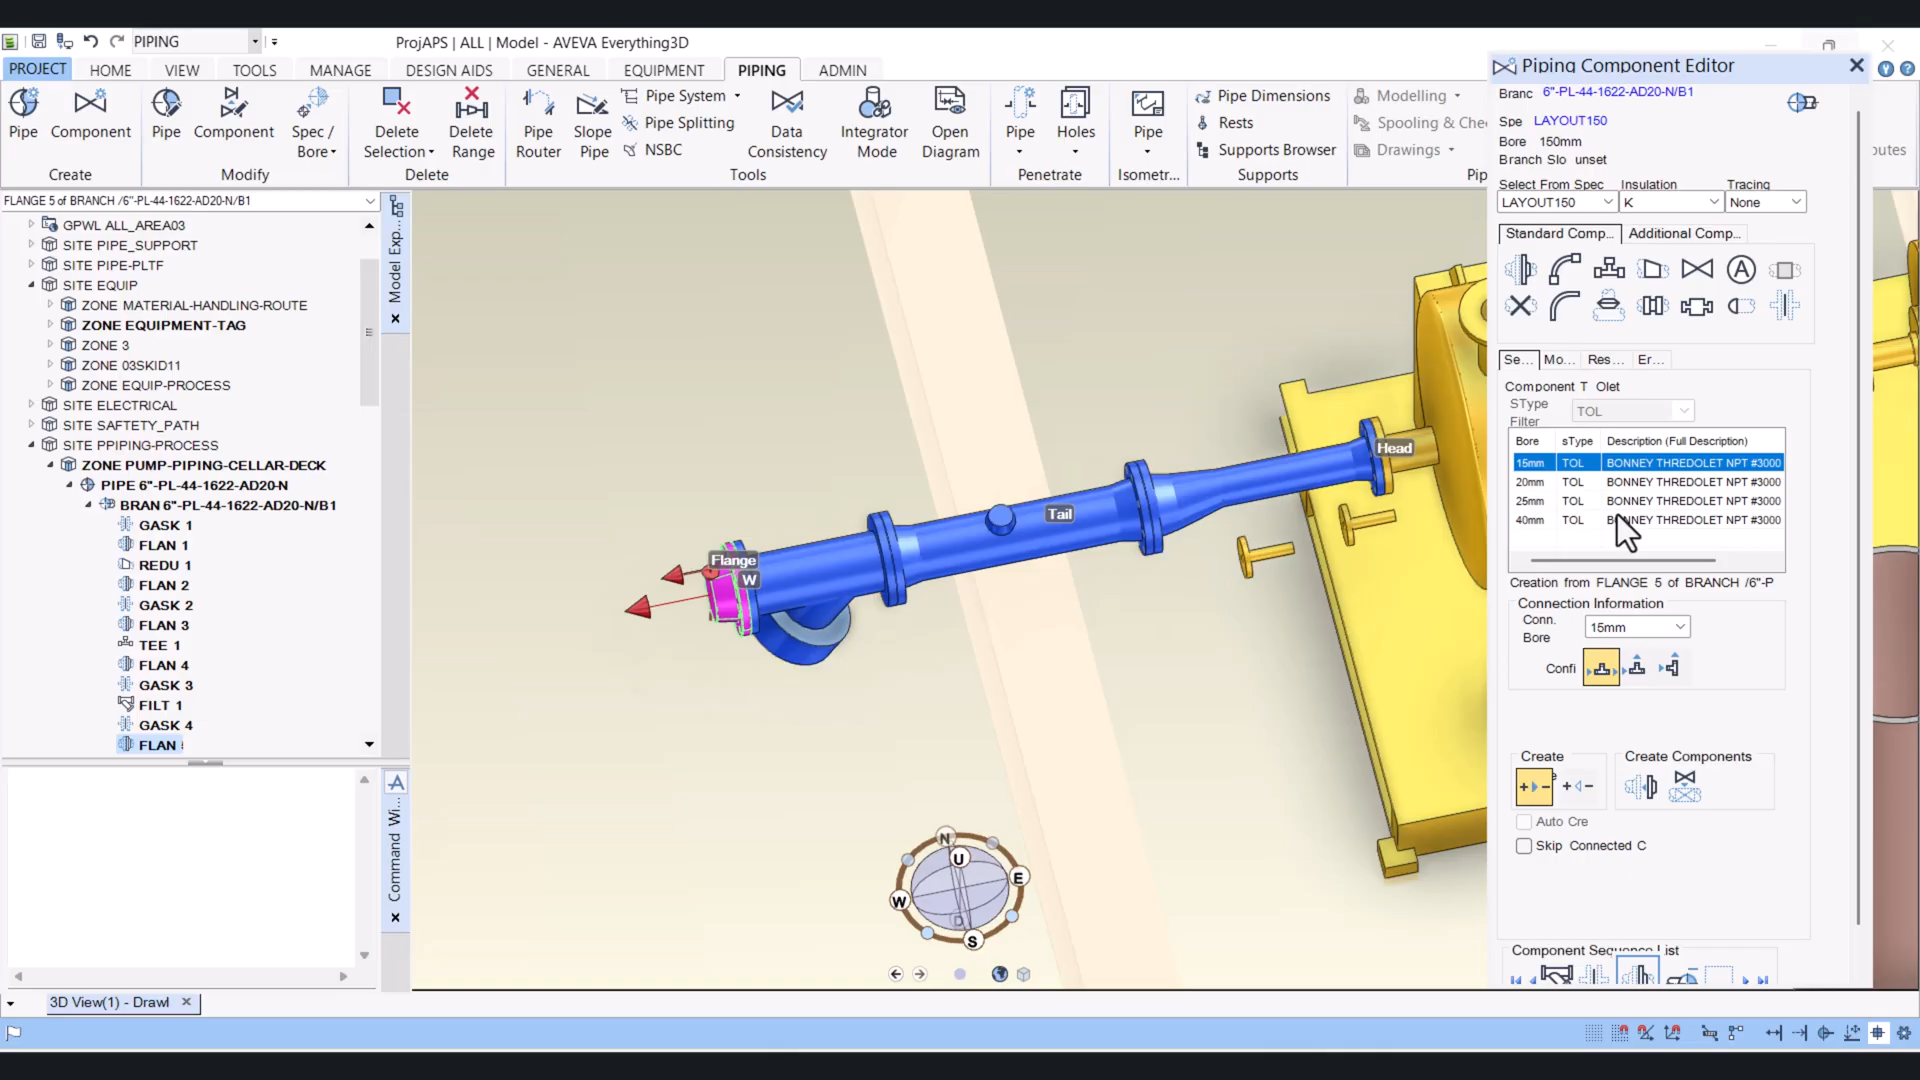 PIPING
ProjAPS | ALL | Model - AVEVA Everything3D
PROJECT
HOME
VIEW
TOOLS
MANAGE
DESIGN AIDS
GENERAL
EQUIPMENT
PIPING
ADMIN
Pipe
Component
Create
Pipe
Component
Spec /
Bore
Modify
Delete
Selection
Delete
Range
Delete
Pipe
Router
Slope
Pipe
Pipe System
Pipe Splitting
NSBC
Data
Consistency
Integrator
Mode
Open
Diagram
Tools
Pipe
Holes
Penetrate
Pipe
Isometr...
Pipe Dimensions
Rests
Supports Browser
Supports
Modelling
Spooling & Che
Drawings
Pip
butes
FLANGE 5 of BRANCH /6"-PL-44-1622-AD20-N/B1
GPWL ALL_AREA03
SITE PIPE_SUPPORT
SITE PIPE-PLTF
SITE EQUIP
ZONE MATERIAL-HANDLING-ROUTE
ZONE EQUIPMENT-TAG
ZONE 3
ZONE 03SKID11
ZONE EQUIP-PROCESS
SITE ELECTRICAL
SITE SAFTETY_PATH
SITE PPIPING-PROCESS
ZONE PUMP-PIPING-CELLAR-DECK
PIPE 6"-PL-44-1622-AD20-N
BRAN 6"-PL-44-1622-AD20-N/B1
GASK 1
FLAN 1
REDU 1
FLAN 2
GASK 2
FLAN 3
TEE 1
FLAN 4
GASK 3
FILT 1
GASK 4
FLAN
Model Exp...
Command Wi...
Flange
W
Tail
Head
N
U
E
W
D
S
3D View(1) - Drawl
Piping Component Editor
Branc 6"-PL-44-1622-AD20-N/B1
Spe LAYOUT150
Bore 150mm
Branch Slo unset
Select From Spec
Insulation
Tracing
LAYOUT150
K
None
Standard Comp...
Additional Comp...
A
Se...
Mo...
Res...
Er...
Component T Olet
SType
Filter
TOL
Bore sType Description (Full Description)
15mm TOL BONNEY THREDOLET NPT #3000
20mm TOL BONNEY THREDOLET NPT #3000
25mm TOL BONNEY THREDOLET NPT #3000
40mm TOL BONNEY THREDOLET NPT #3000
Creation from FLANGE 5 of BRANCH /6"-P
Connection Information
Conn.
Bore
15mm
Confi
Create
Create Components
Auto Cre
Skip Connected C
Component Sequence List